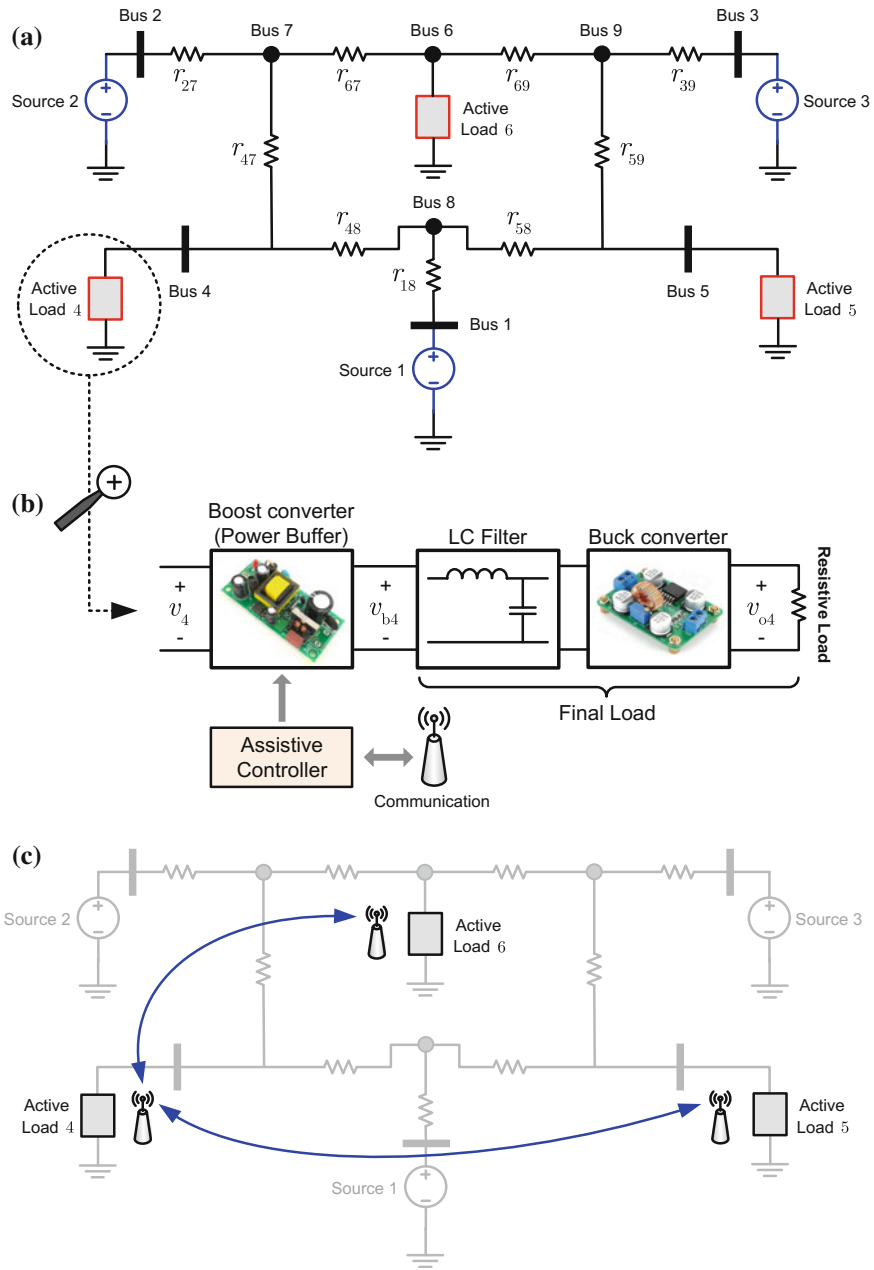 (a)
Bus 2
Bus 7
Bus 6
Bus 9
Bus 3
r27
r67
r69
r39
Source 2
Active
Load 6
Source 3
r47
r59
Bus 8
r48
r58
Active
Load 4
Bus 4
r18
Bus 5
Active
Load 5
Bus 1
Source 1
(b)
Boost converter
(Power Buffer)
LC Filter
Buck converter
+
v4
-
+
vb4
-
+
vo4
-
Resistive Load
Final Load
Assistive
Controller
Communication
(c)
Source 2
Active
Load 6
Source 3
Active
Load 4
Active
Load 5
Source 1